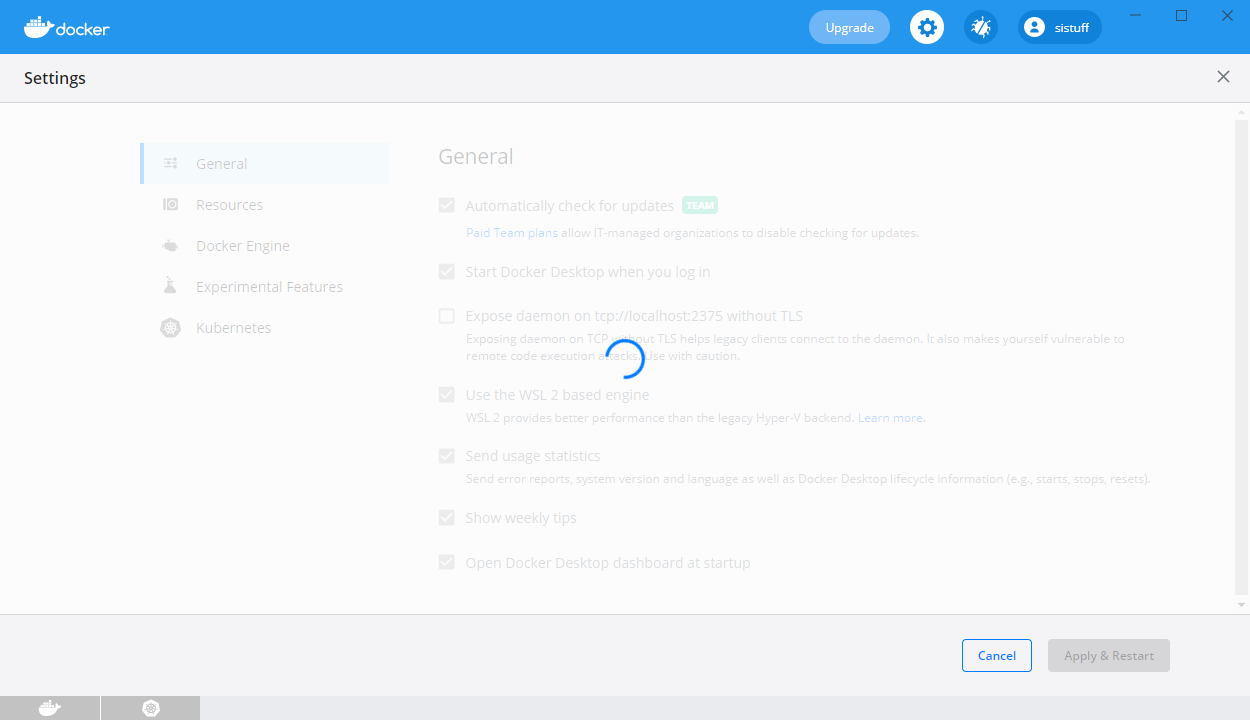 docker
Upgrade
sistuff
Settings
General
Resources
Docker Engine
Experimental Features
Kubernetes
General
Automatically check for updates TEAM
Paid Team plans allow IT-managed organizations to disable checking for updates.
Start Docker Desktop when you log in
Expose daemon on tcp://localhost:2375 without TLS
Exposing daemon on TCP without TLS helps legacy clients connect to the daemon. It also makes yourself vulnerable to
remote code execution attacks. Use with caution.
Use the WSL 2 based engine
WSL 2 provides better performance than the legacy Hyper-V backend. Learn more.
Send usage statistics
Send error reports, system version and language as well as Docker Desktop lifecycle information (e.g., starts, stops, resets).
Show weekly tips
Open Docker Desktop dashboard at startup
Cancel
Apply & Restart